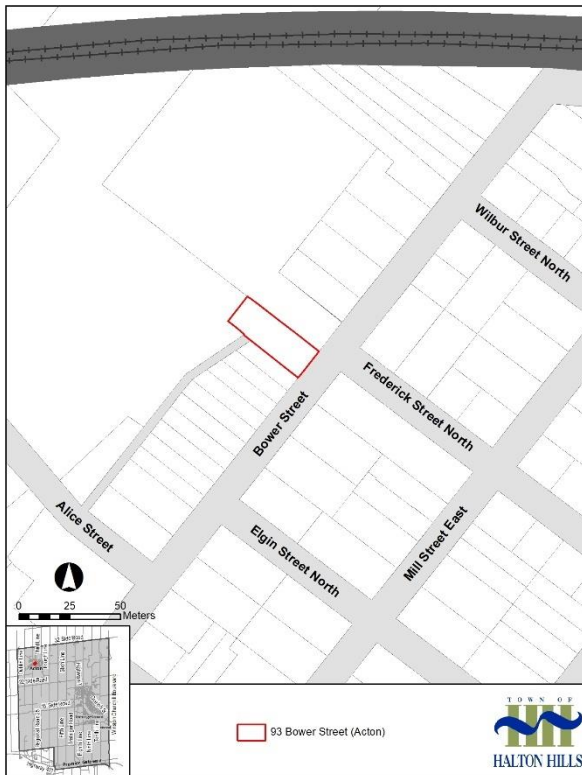 Wilbur Street North
Frederick Street North
Bower Street
Mill Street East
Elgin Street North
Alice Street
0 25 50
Meters
93 Bower Street (Acton)
TOWN OF
HALTON HILLS